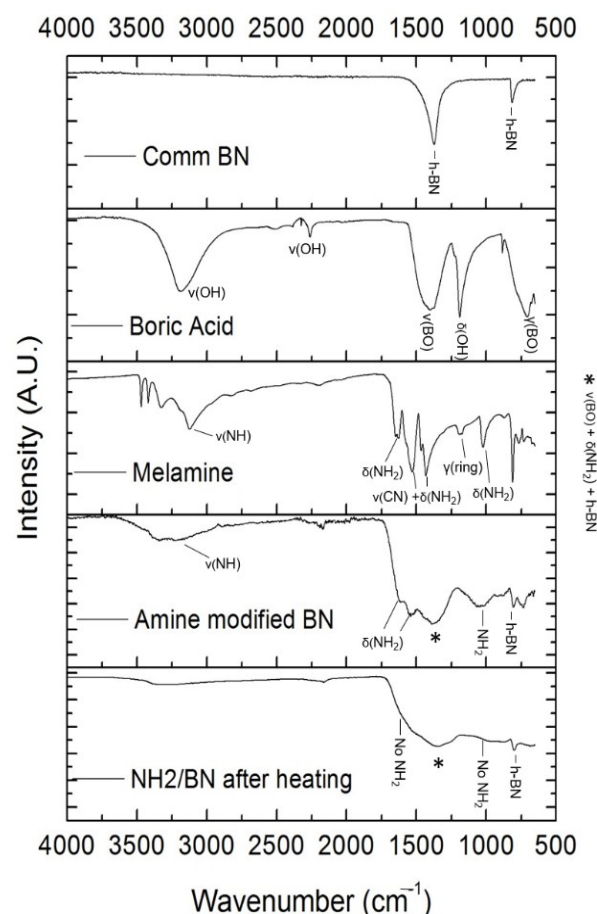 4000 3500 3000 2500 2000 1500 1000 500
Comm BN
h-BN
h-BN
Boric Acid
ν(OH)
ν(OH)
ν(BO)
δ(OH)
γ(BO)
Melamine
ν(NH)
δ(NH₂)
ν(CN) +δ(NH₂)
γ(ring)
δ(NH₂)
Amine modified BN
ν(NH)
δ(NH₂)
*
NH₂
h-BN
NH2/BN after heating
No NH₂
*
No NH₂
h-BN
4000 3500 3000 2500 2000 1500 1000 500
Wavenumber (cm⁻¹)
Intensity (A.U.)
* ν(BO) + δ(NH₂) + h-BN